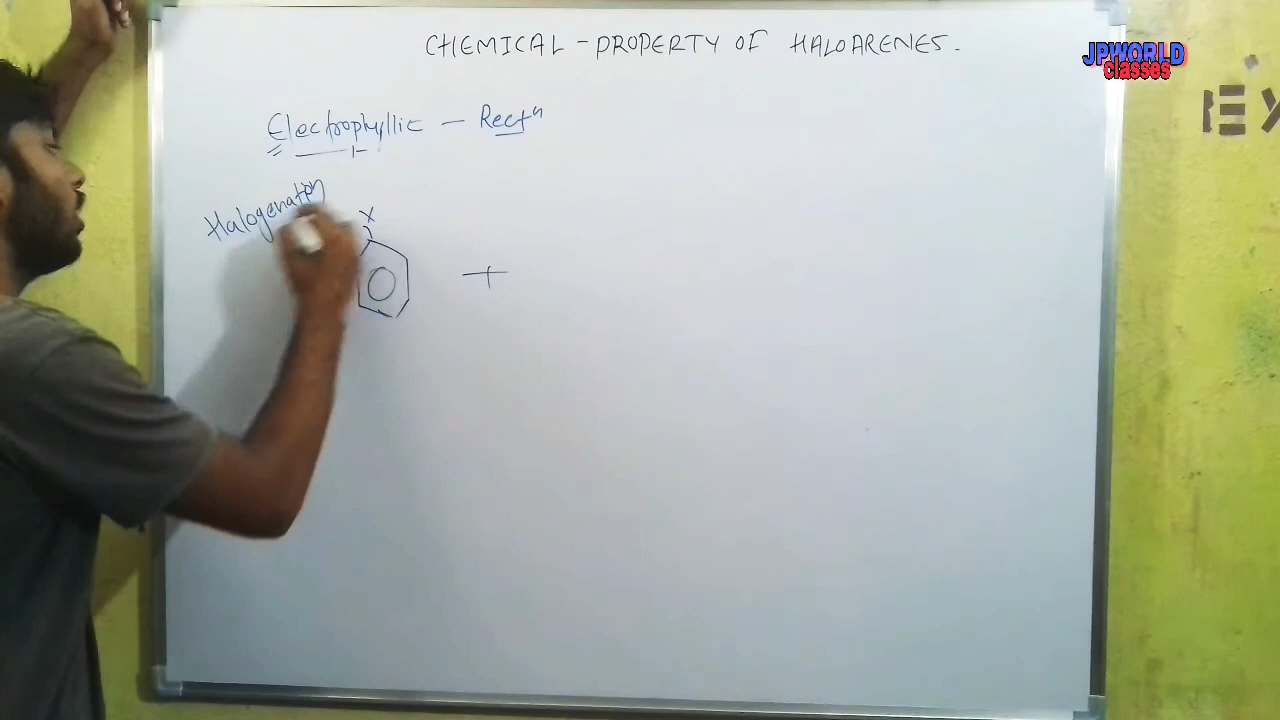 CHEMICAL - PROPERTY OF HALOARENES.
JPWORLD
classes
Electrophyllic - Rectn
Halogenation
X
+